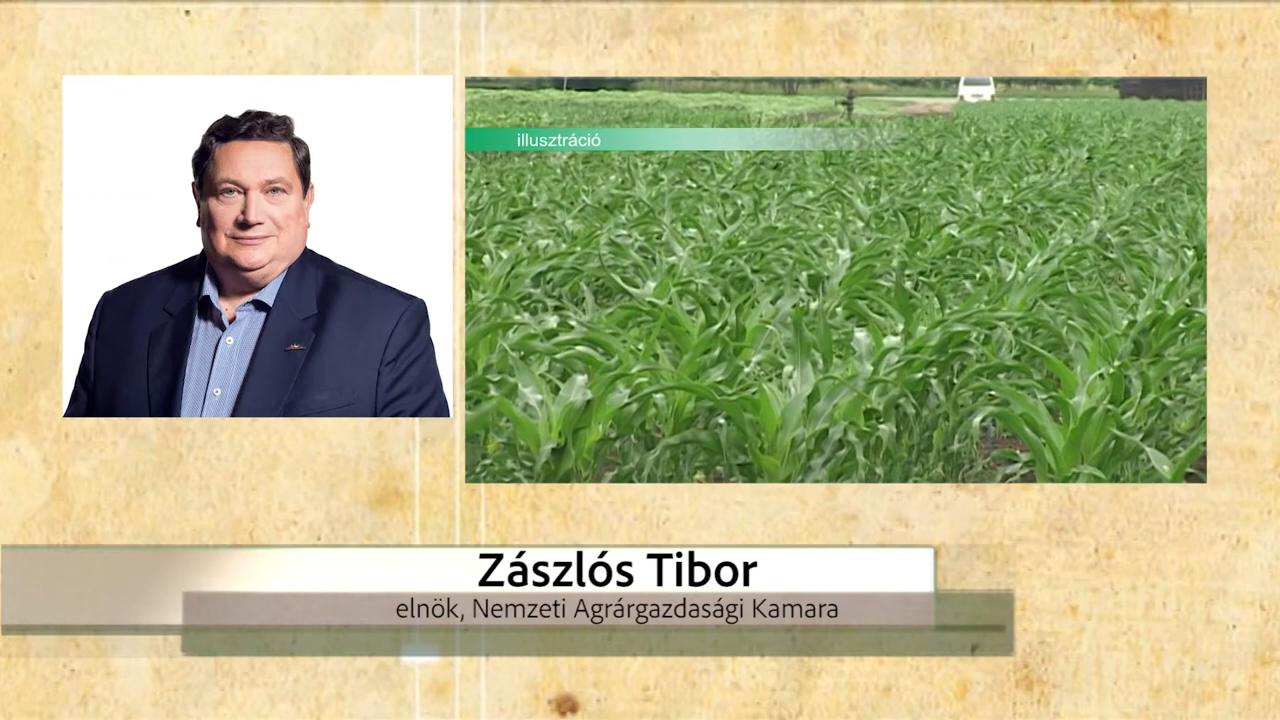 illusztráció
Zászlós Tibor
elnök, Nemzeti Agrárgazdasági Kamara